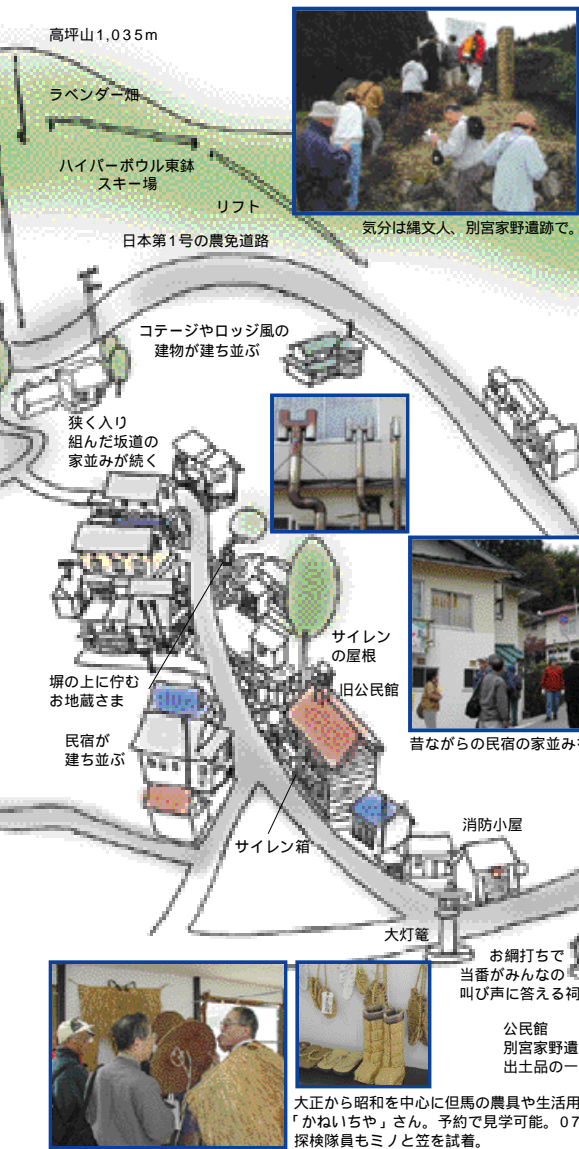 高坪山1,035m
ラベンダー畑
ハイパーボウル東鉢
スキー場
リフト
気分は縄文人、別宮家野遺跡で。
日本第1号の農免道路
コテージやロッジ風の
建物が建ち並ぶ
狭く入り
組んだ坂道の
家並みが続く
サイレン
の屋根
旧公民館
塀の上に佇む
お地蔵さま
昔ながらの民宿の家並みを
民宿が
建ち並ぶ
サイレン箱
消防小屋
大灯篭
お綱打ちで
当番がみんなの
叫び声に答える祠
公民館
別宮家野遺
出土品の一
大正から昭和を中心に但馬の農具や生活用
「かねいちや」さん。予約で見学可能。07
探検隊員もミノと笠を試着。